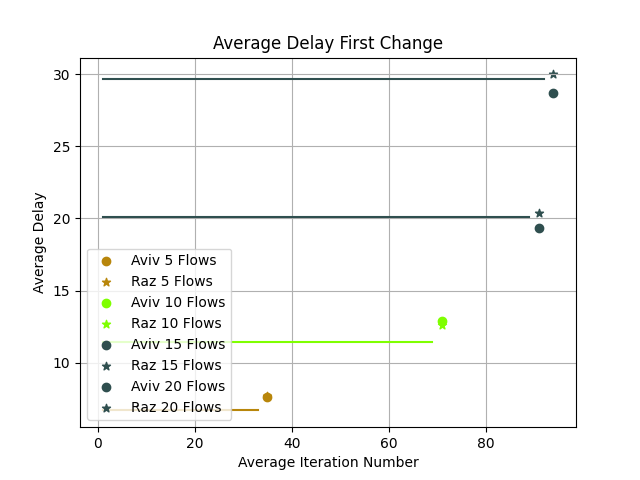 Average Delay First Change
30
25
20
15
10
Average Delay
Aviv 5 Flows
Raz 5 Flows
Aviv 10 Flows
Raz 10 Flows
Aviv 15 Flows
Raz 15 Flows
Aviv 20 Flows
Raz 20 Flows
0 20 40 60 80
Average Iteration Number